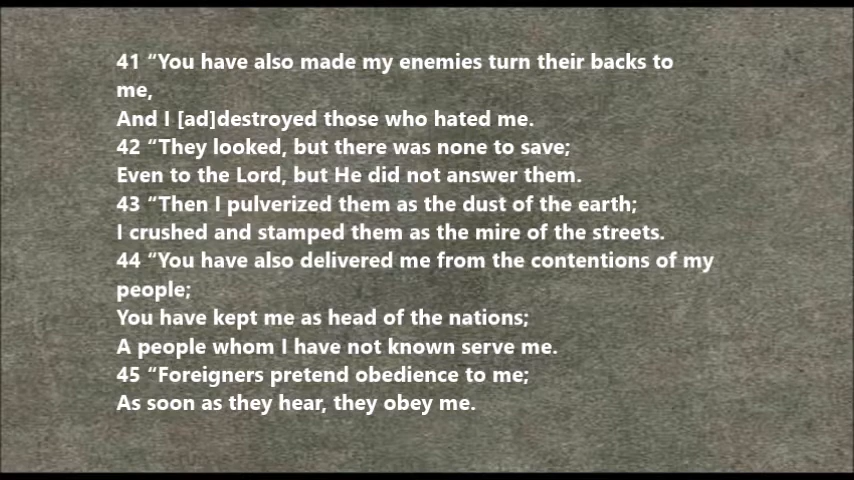 41 “You have also made my enemies turn their backs to
me,
And I [ad]destroyed those who hated me.
42 “They looked, but there was none to save;
Even to the Lord, but He did not answer them.
43 “Then I pulverized them as the dust of the earth;
I crushed and stamped them as the mire of the streets.
44 “You have also delivered me from the contentions of my
people;
You have kept me as head of the nations;
A people whom I have not known serve me.
45 “Foreigners pretend obedience to me;
As soon as they hear, they obey me.